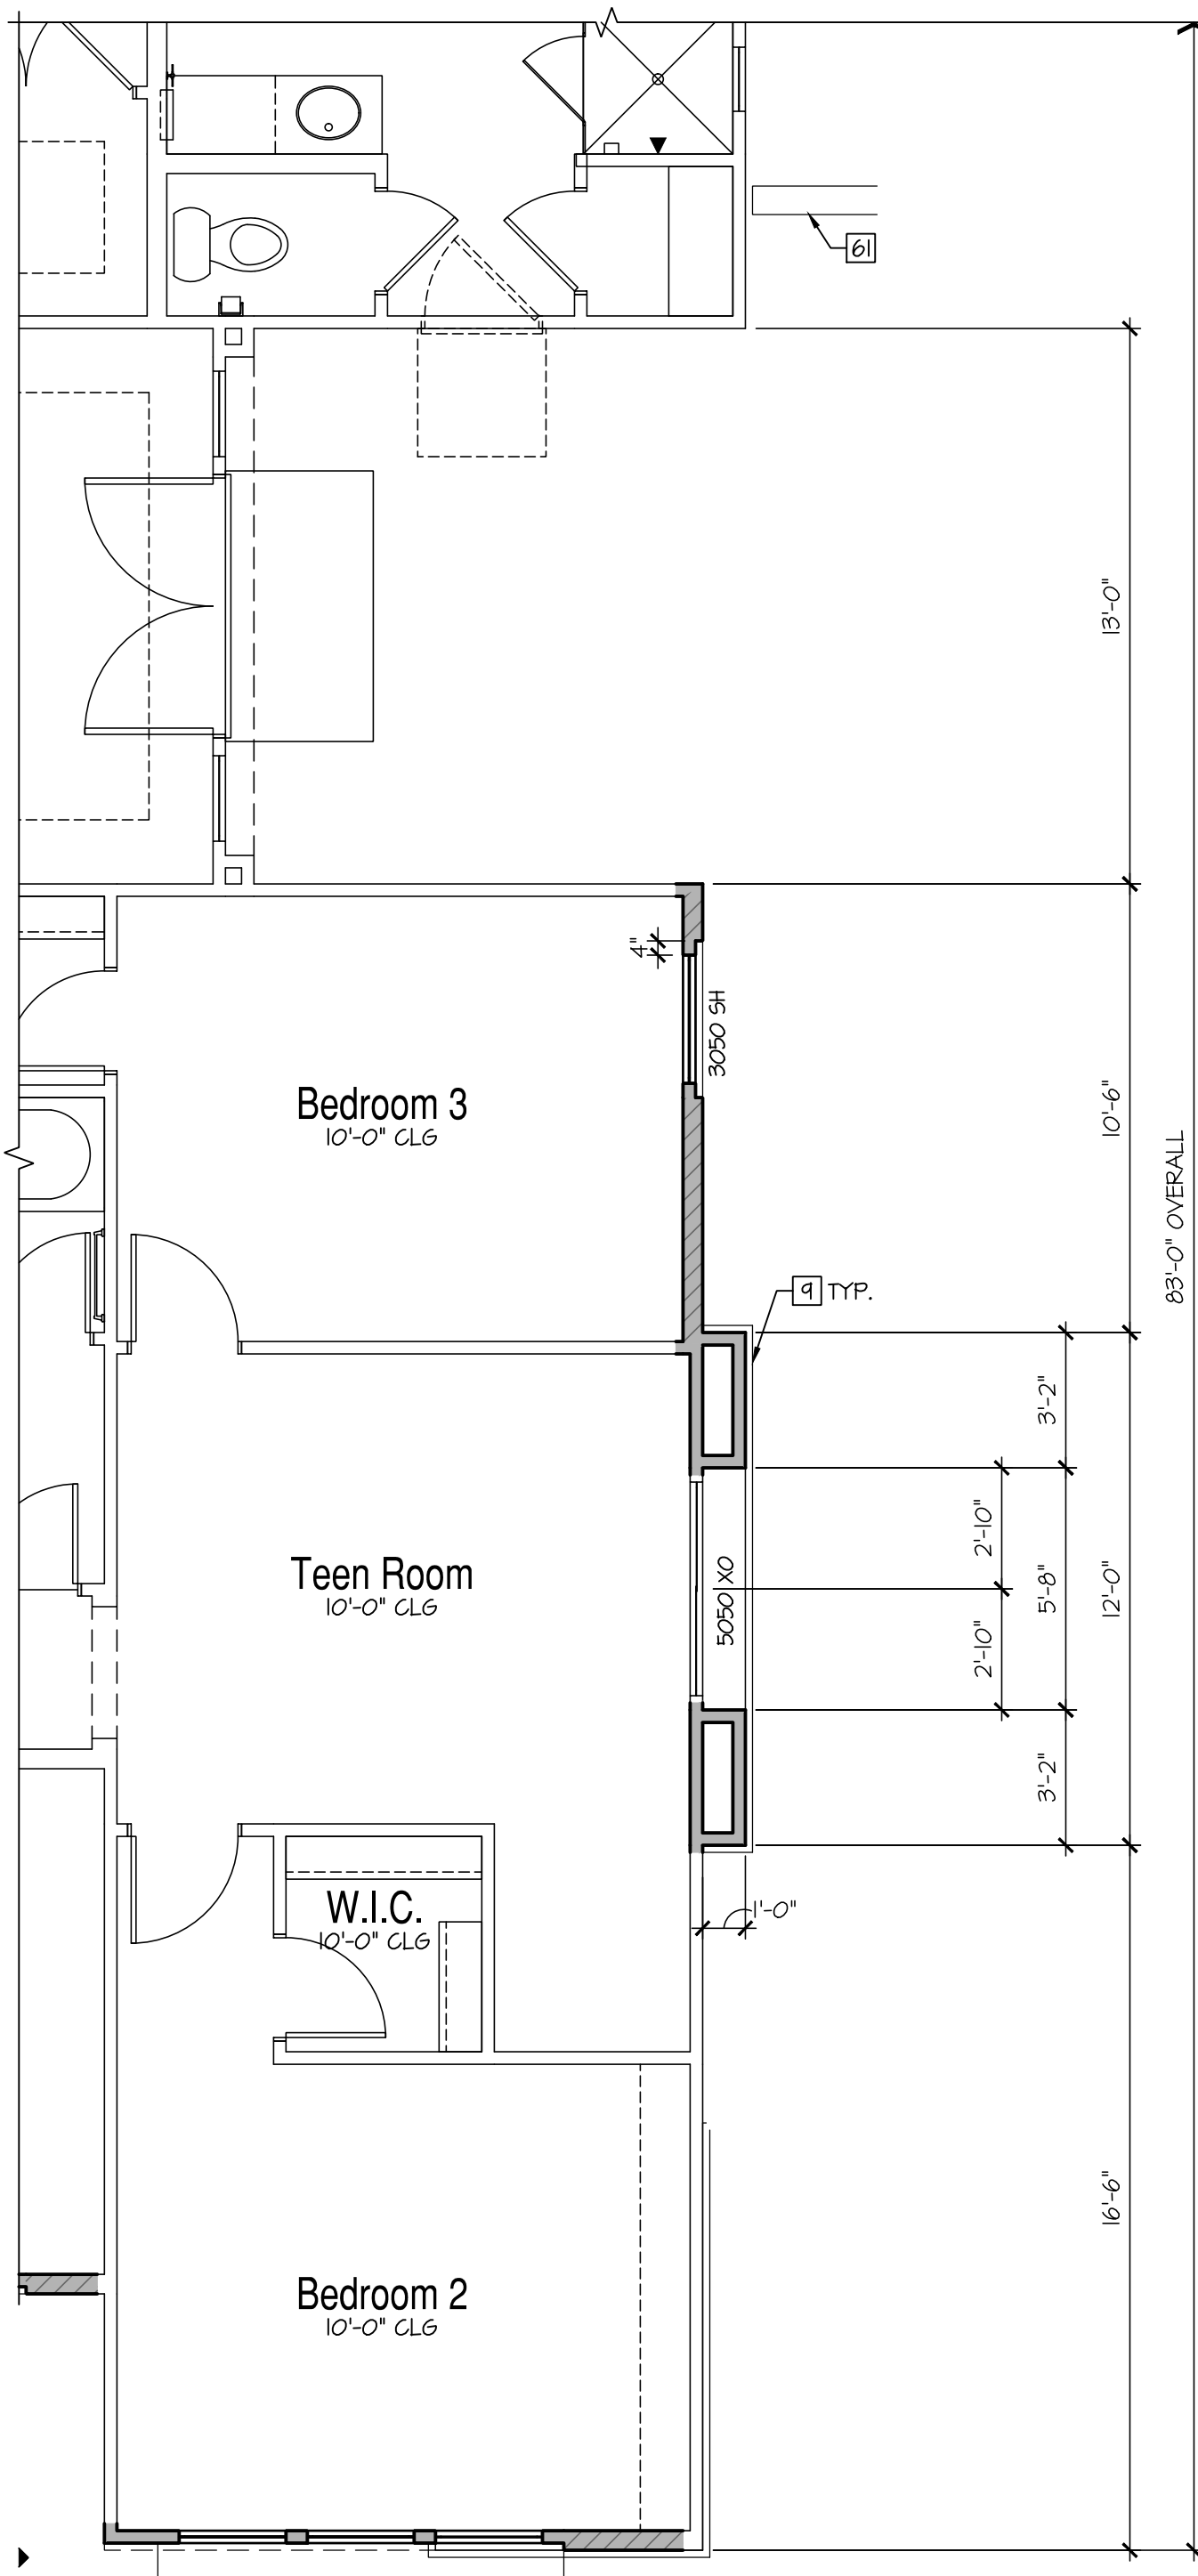 61
13'-0"
4"
3050 SH
Bedroom 3
10'-0" CLG
10'-6"
83'-0" OVERALL
9 TYP.
3'-2"
2'-10"
Teen Room
10'-0" CLG
5050 XO
5'-8"
12'-0"
2'-10"
3'-2"
W.I.C.
10'-0" CLG
1'-0"
16'-6"
Bedroom 2
10'-0" CLG